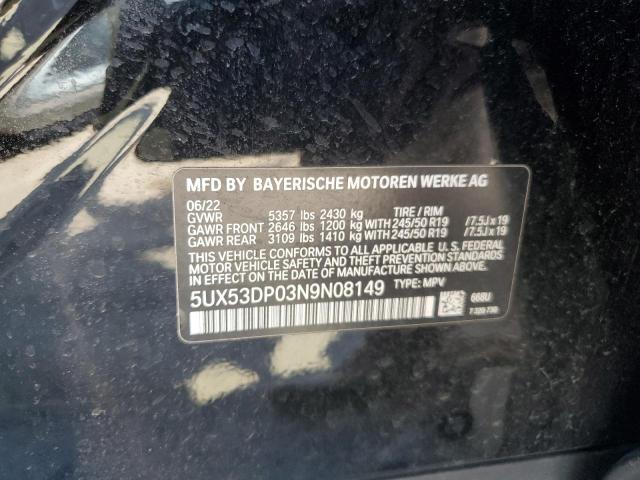 MFD BY BAYERISCHE MOTOREN WERKE AG
06/22
GVWR 5357 lbs 2430 kg TIRE / RIM
GAWR FRONT 2646 lbs 1200 kg WITH 245/50 R19 /7.5J x 19
GAWR REAR 3109 lbs 1410 kg WITH 245/50 R19 /7.5J x 19
THIS VEHICLE CONFORMS TO ALL APPLICABLE U. S. FEDERAL
MOTOR VEHICLE SAFETY AND THEFT PREVENTION STANDARDS
IN EFFECT ON THE DATE OF MANUFACTURE SHOWN ABOVE.
5UX53DP03N9N08149 TYPE: MPV
668U
7 320 730